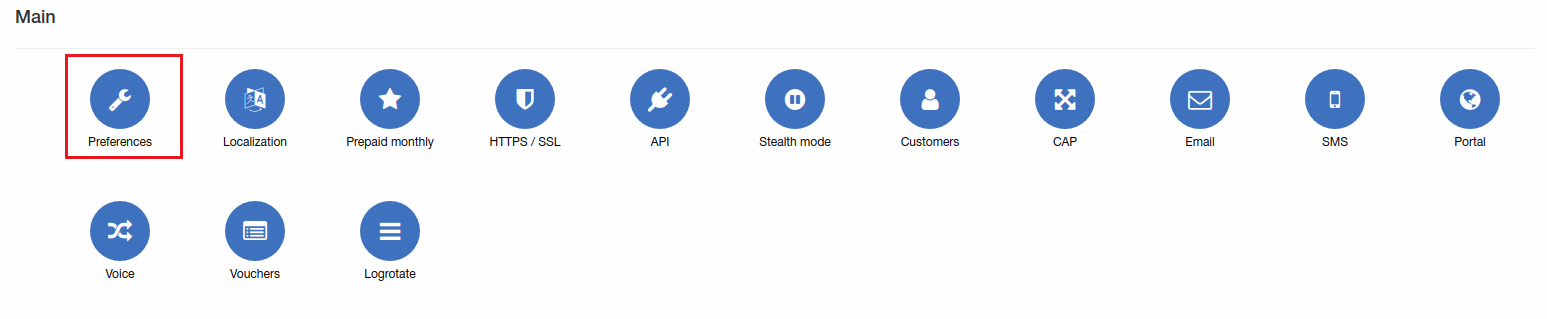 Main
Preferences
Localization
Prepaid monthly
HTTPS / SSL
API
Stealth mode
Customers
CAP
Email
SMS
Portal
Voice
Vouchers
Logrotate